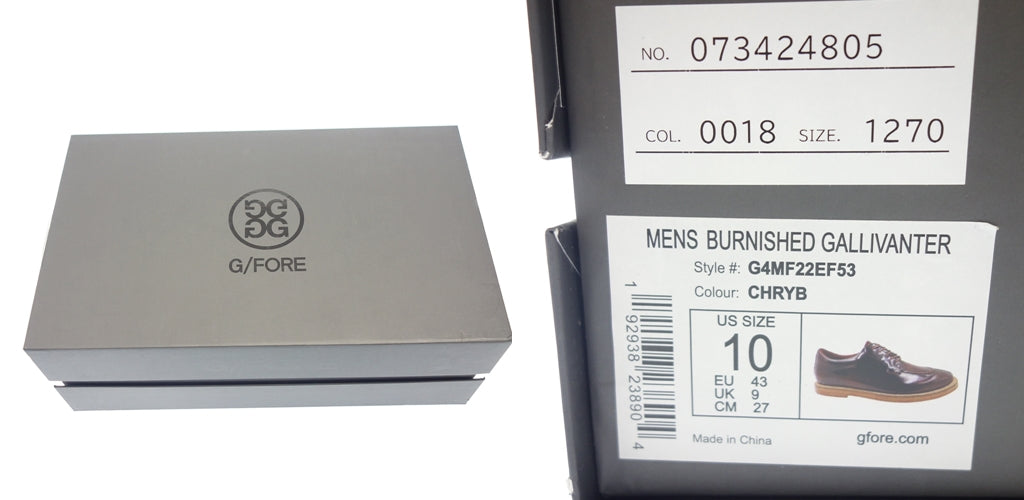 G/FORE
NO. 073424805
COL. 0018 SIZE. 1270
MENS BURNISHED GALLIVANTER
Style #: G4MF22EF53
Colour: CHRYB
US SIZE
10
EU 43
UK 9
CM 27
1 92938 23890 4
Made in China
gfore.com